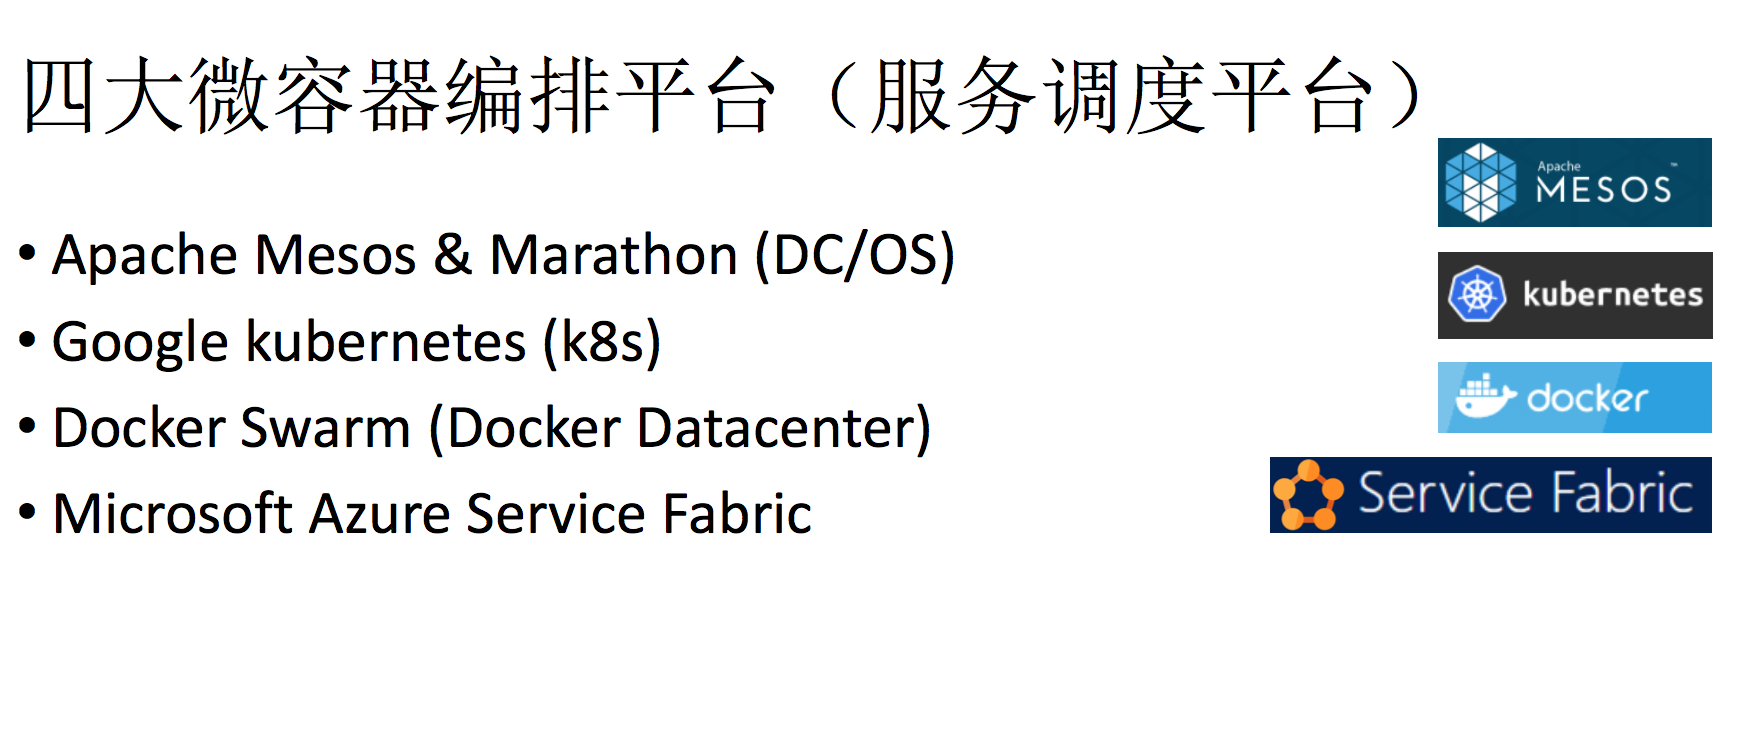 四大微容器编排平台（服务调度平台）
• Apache Mesos & Marathon (DC/OS)
• Google kubernetes (k8s)
• Docker Swarm (Docker Datacenter)
• Microsoft Azure Service Fabric
Apache
MESOS™
kubernetes
docker
Service Fabric